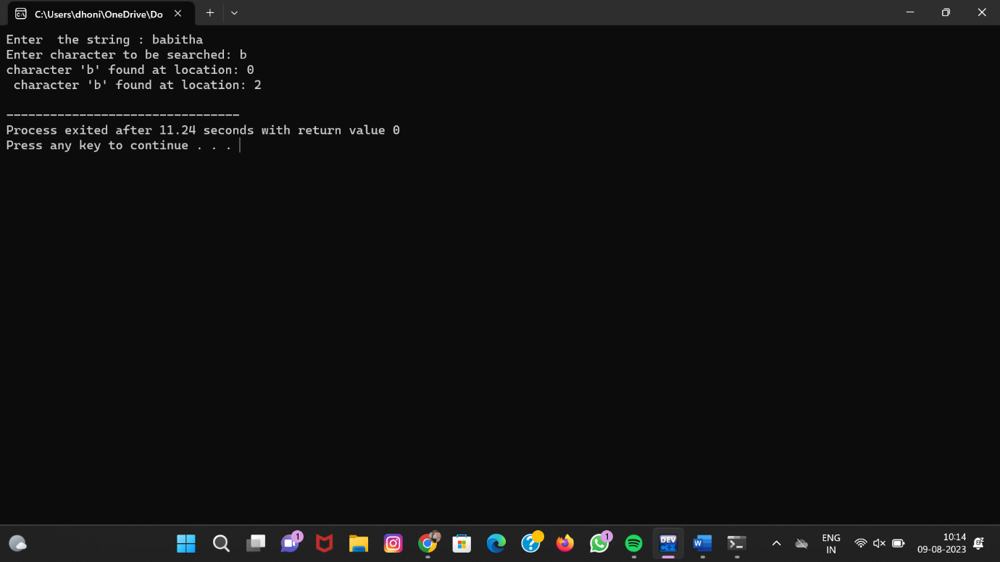 C:\Users\dhoni\OneDrive\Do
Enter  the string : babitha
Enter character to be searched: b
character 'b' found at location: 0
 character 'b' found at location: 2
--------------------------------
Process exited after 11.24 seconds with return value 0
Press any key to continue . . .
1
1
DEV
C++
W
ENG
IN
10:14
09-08-2023